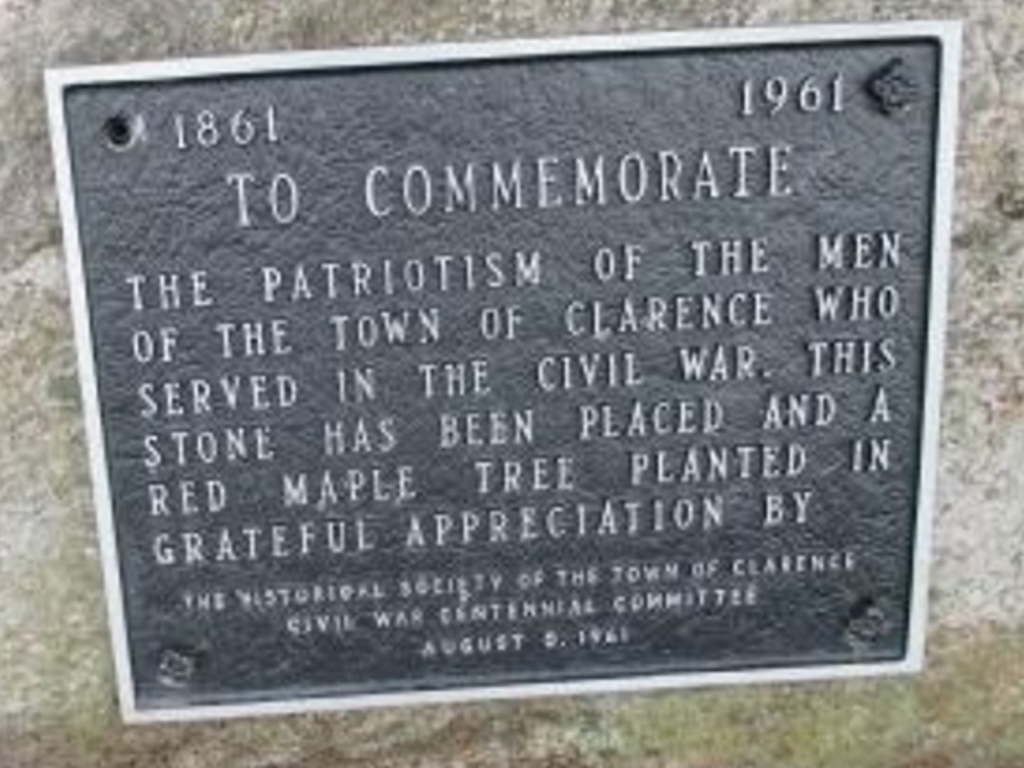 1861 1961
TO COMMEMORATE
THE PATRIOTISM OF THE MEN
OF THE TOWN OF CLARENCE WHO
SERVED IN THE CIVIL WAR. THIS
STONE HAS BEEN PLACED AND A
RED MAPLE TREE PLANTED IN
GRATEFUL APPRECIATION BY
THE HISTORICAL SOCIETY OF THE TOWN OF CLARENCE
CIVIL WAR CENTENNIAL COMMITTEE
AUGUST 1961